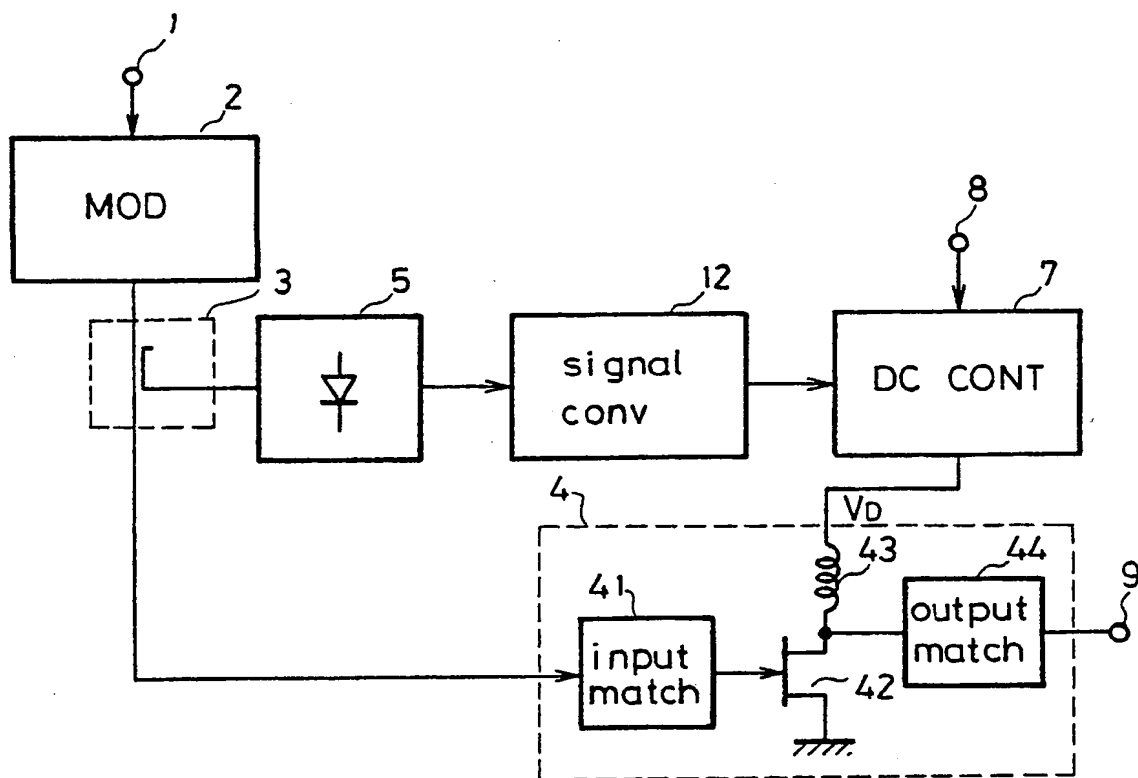 1
2
MOD
3
5
12
signal
conv
8
7
DC CONT
4
VD
43
44
41
input
match
42
output
match
9